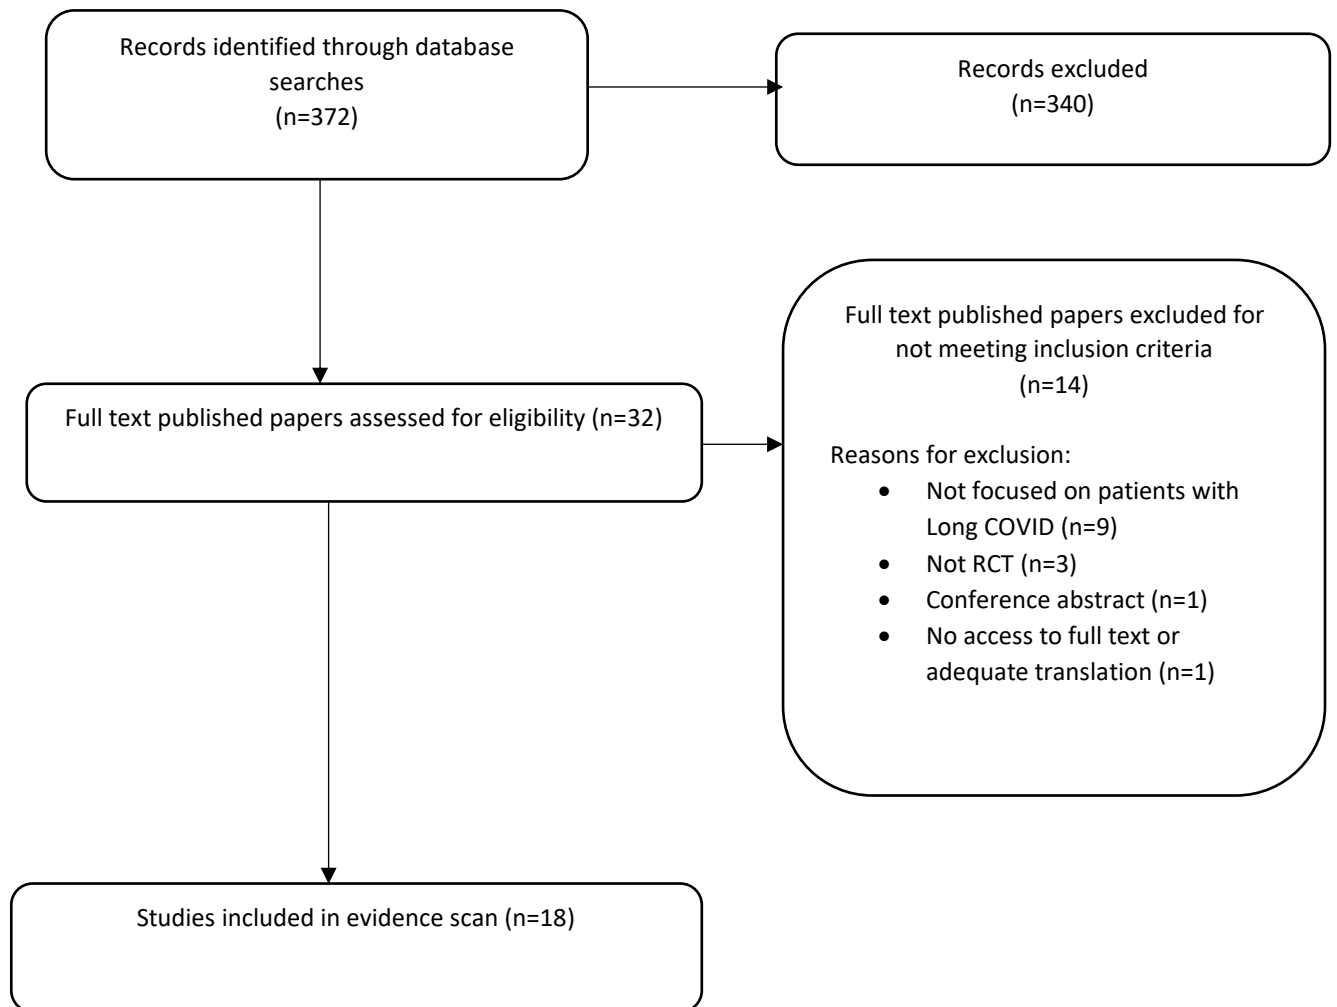 Records identified through database
searches
(n=372)
Records excluded
(n=340)
Full text published papers excluded for
not meeting inclusion criteria
(n=14)
Full text published papers assessed for eligibility (n=32)
Reasons for exclusion:
• Not focused on patients with
Long COVID (n=9)
• Not RCT (n=3)
• Conference abstract (n=1)
• No access to full text or
adequate translation (n=1)
Studies included in evidence scan (n=18)